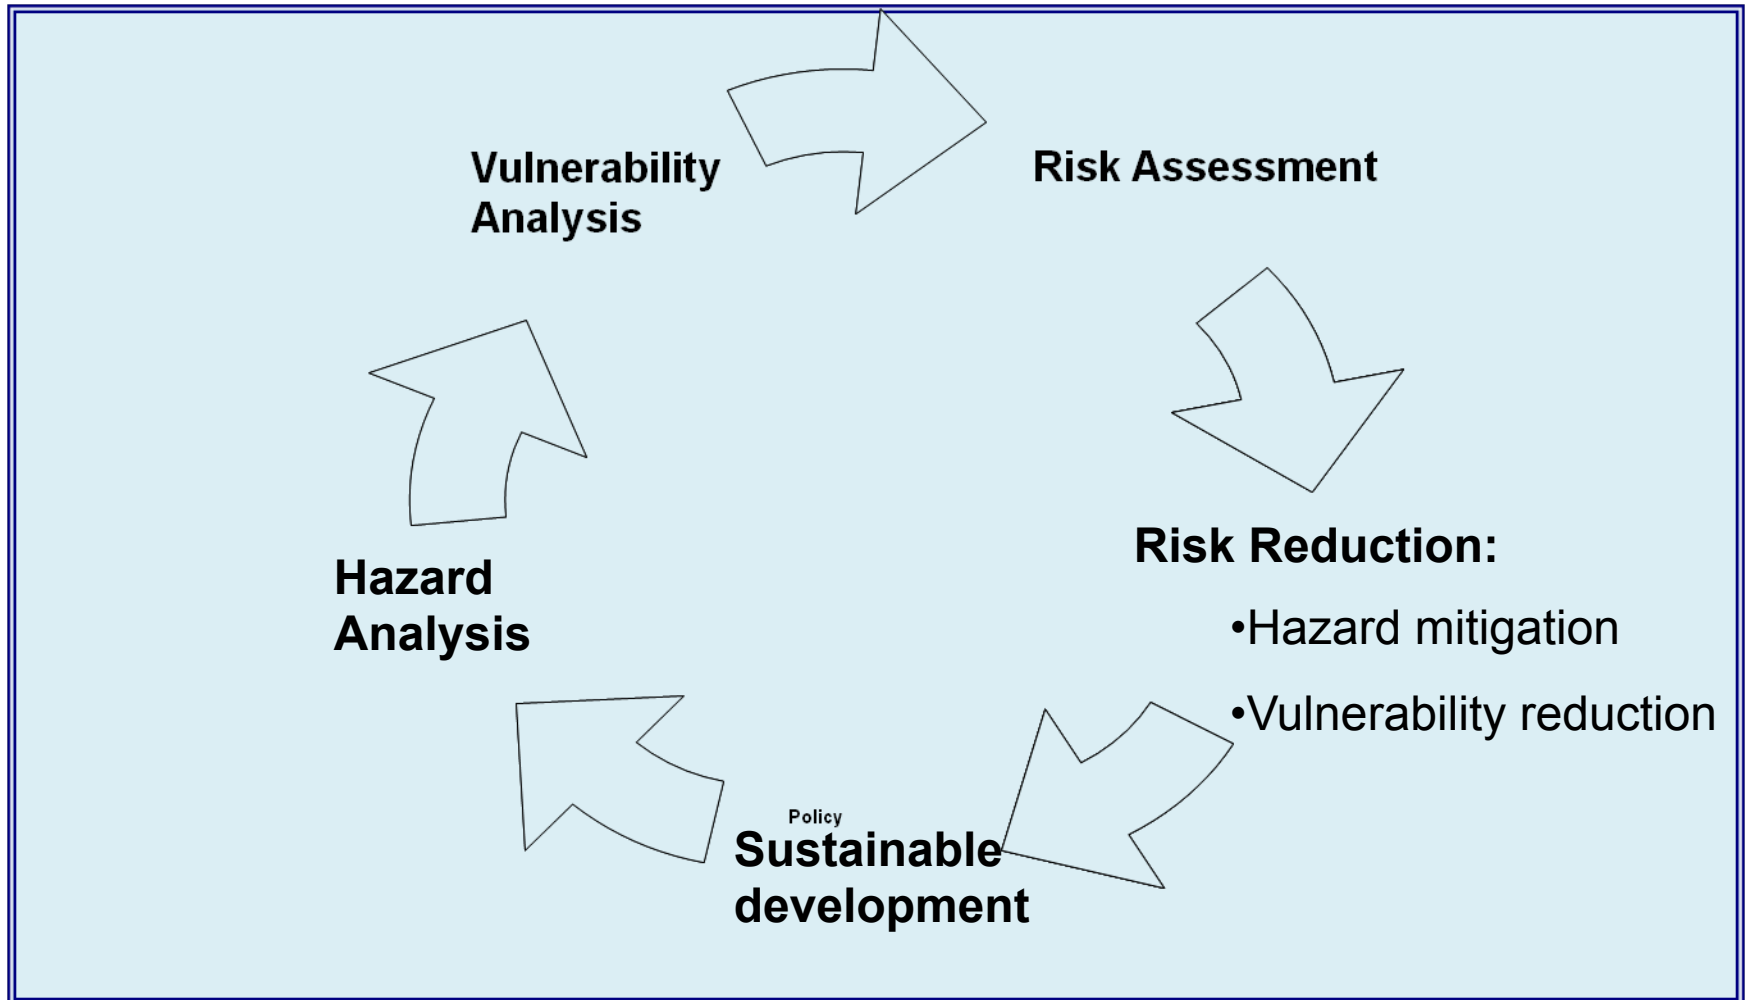 Vulnerability
Analysis
Risk Assessment
Risk Reduction:
•Hazard mitigation
•Vulnerability reduction
Policy
Sustainable
development
Hazard
Analysis